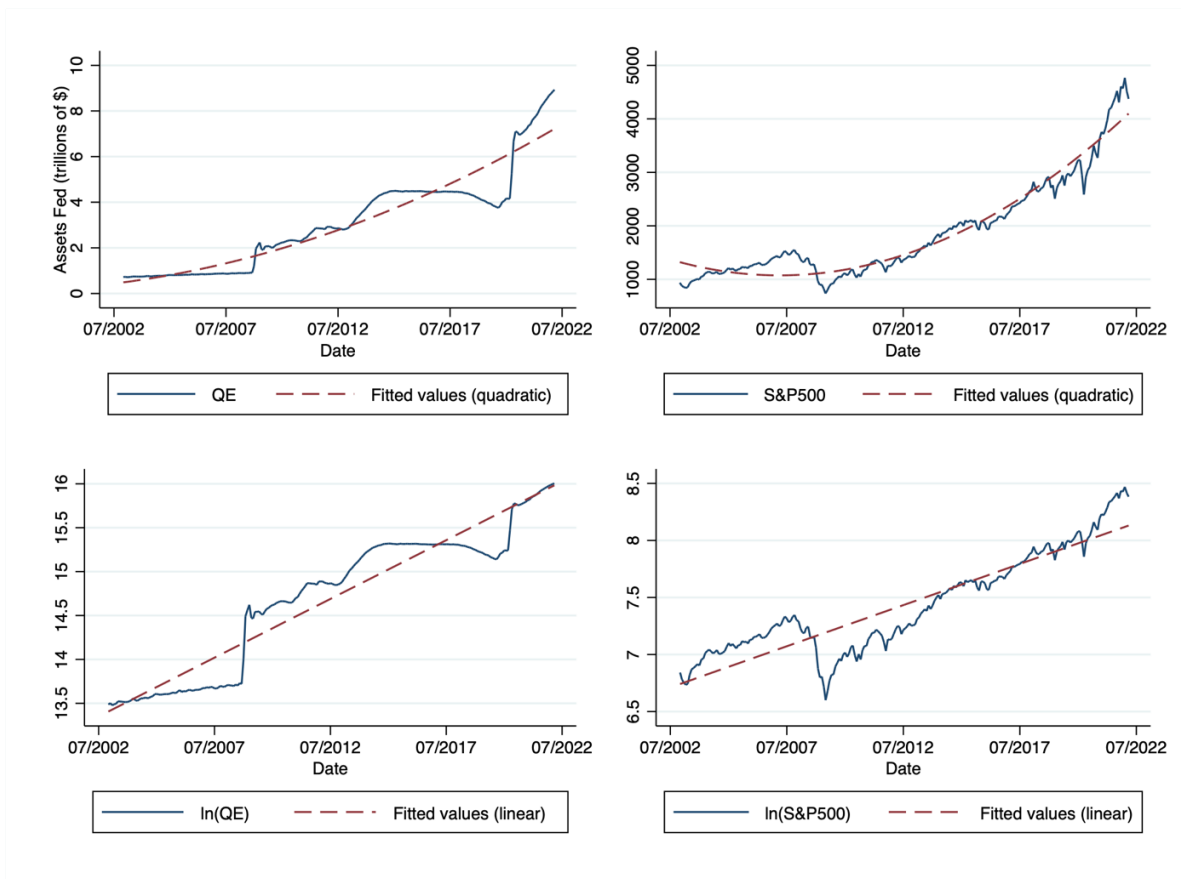 Assets Fed (trillions of $)
10
8
6
4
2
0
07/2002 07/2007 07/2012 07/2017 07/2022
Date
QE Fitted values (quadratic)
5000
4000
3000
2000
1000
07/2002 07/2007 07/2012 07/2017 07/2022
Date
S&P500 Fitted values (quadratic)
16
15.5
15
14.5
14
13.5
07/2002 07/2007 07/2012 07/2017 07/2022
Date
ln(QE) Fitted values (linear)
8.5
8
7.5
7
6.5
07/2002 07/2007 07/2012 07/2017 07/2022
Date
ln(S&P500) Fitted values (linear)